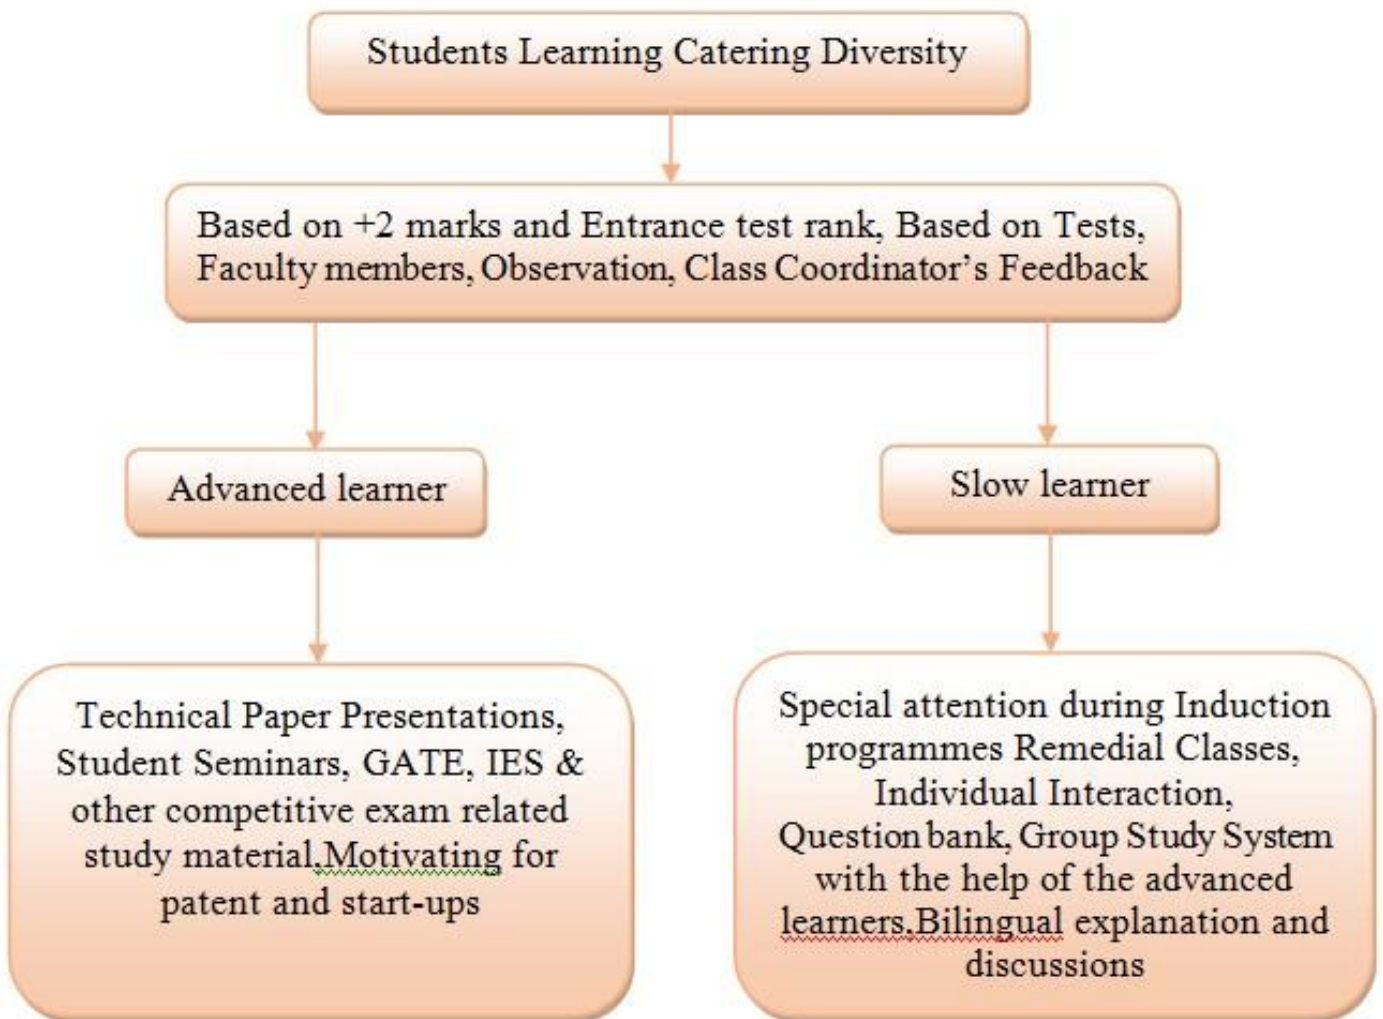 Students Learning Catering Diversity
Based on +2 marks and Entrance test rank, Based on Tests,
Faculty members, Observation, Class Coordinator’s Feedback
Advanced learner
Slow learner
Technical Paper Presentations,
Student Seminars, GATE, IES &
other competitive exam related
study material,Motivating for
patent and start-ups
Special attention during Induction
programmes Remedial Classes,
Individual Interaction,
Question bank, Group Study System
with the help of the advanced
learners,Bilingual explanation and
discussions